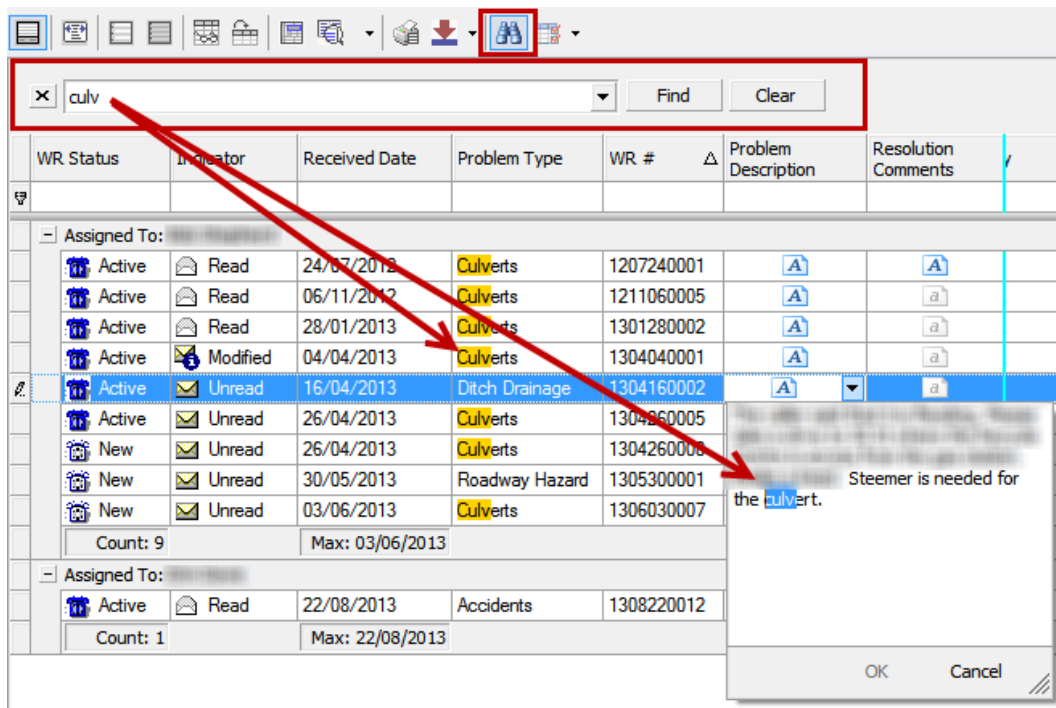 culv Find Clear
WR Status Indicator Received Date Problem Type WR # Problem Description Resolution Comments y
Assigned To:
Active Read 24/07/2012 Culverts 1207240001 A A
Active Read 06/11/2012 Culverts 1211060005 A a
Active Read 28/01/2013 Culverts 1301280002 A a
Active Modified 04/04/2013 Culverts 1304040001 A a
Active Unread 16/04/2013 Ditch Drainage 1304160002 A a
Active Unread 26/04/2013 Culverts 1304260005
New Unread 26/04/2013 Culverts
New Unread 30/05/2013 Roadway Hazard 1305300001
New Unread 03/06/2013 Culverts 1306030007
Steemer is needed for
the culvert.
Count: 9 Max: 03/06/2013
Assigned To:
Active Read 22/08/2013 Accidents 1308220012
Count: 1 Max: 22/08/2013
OK Cancel